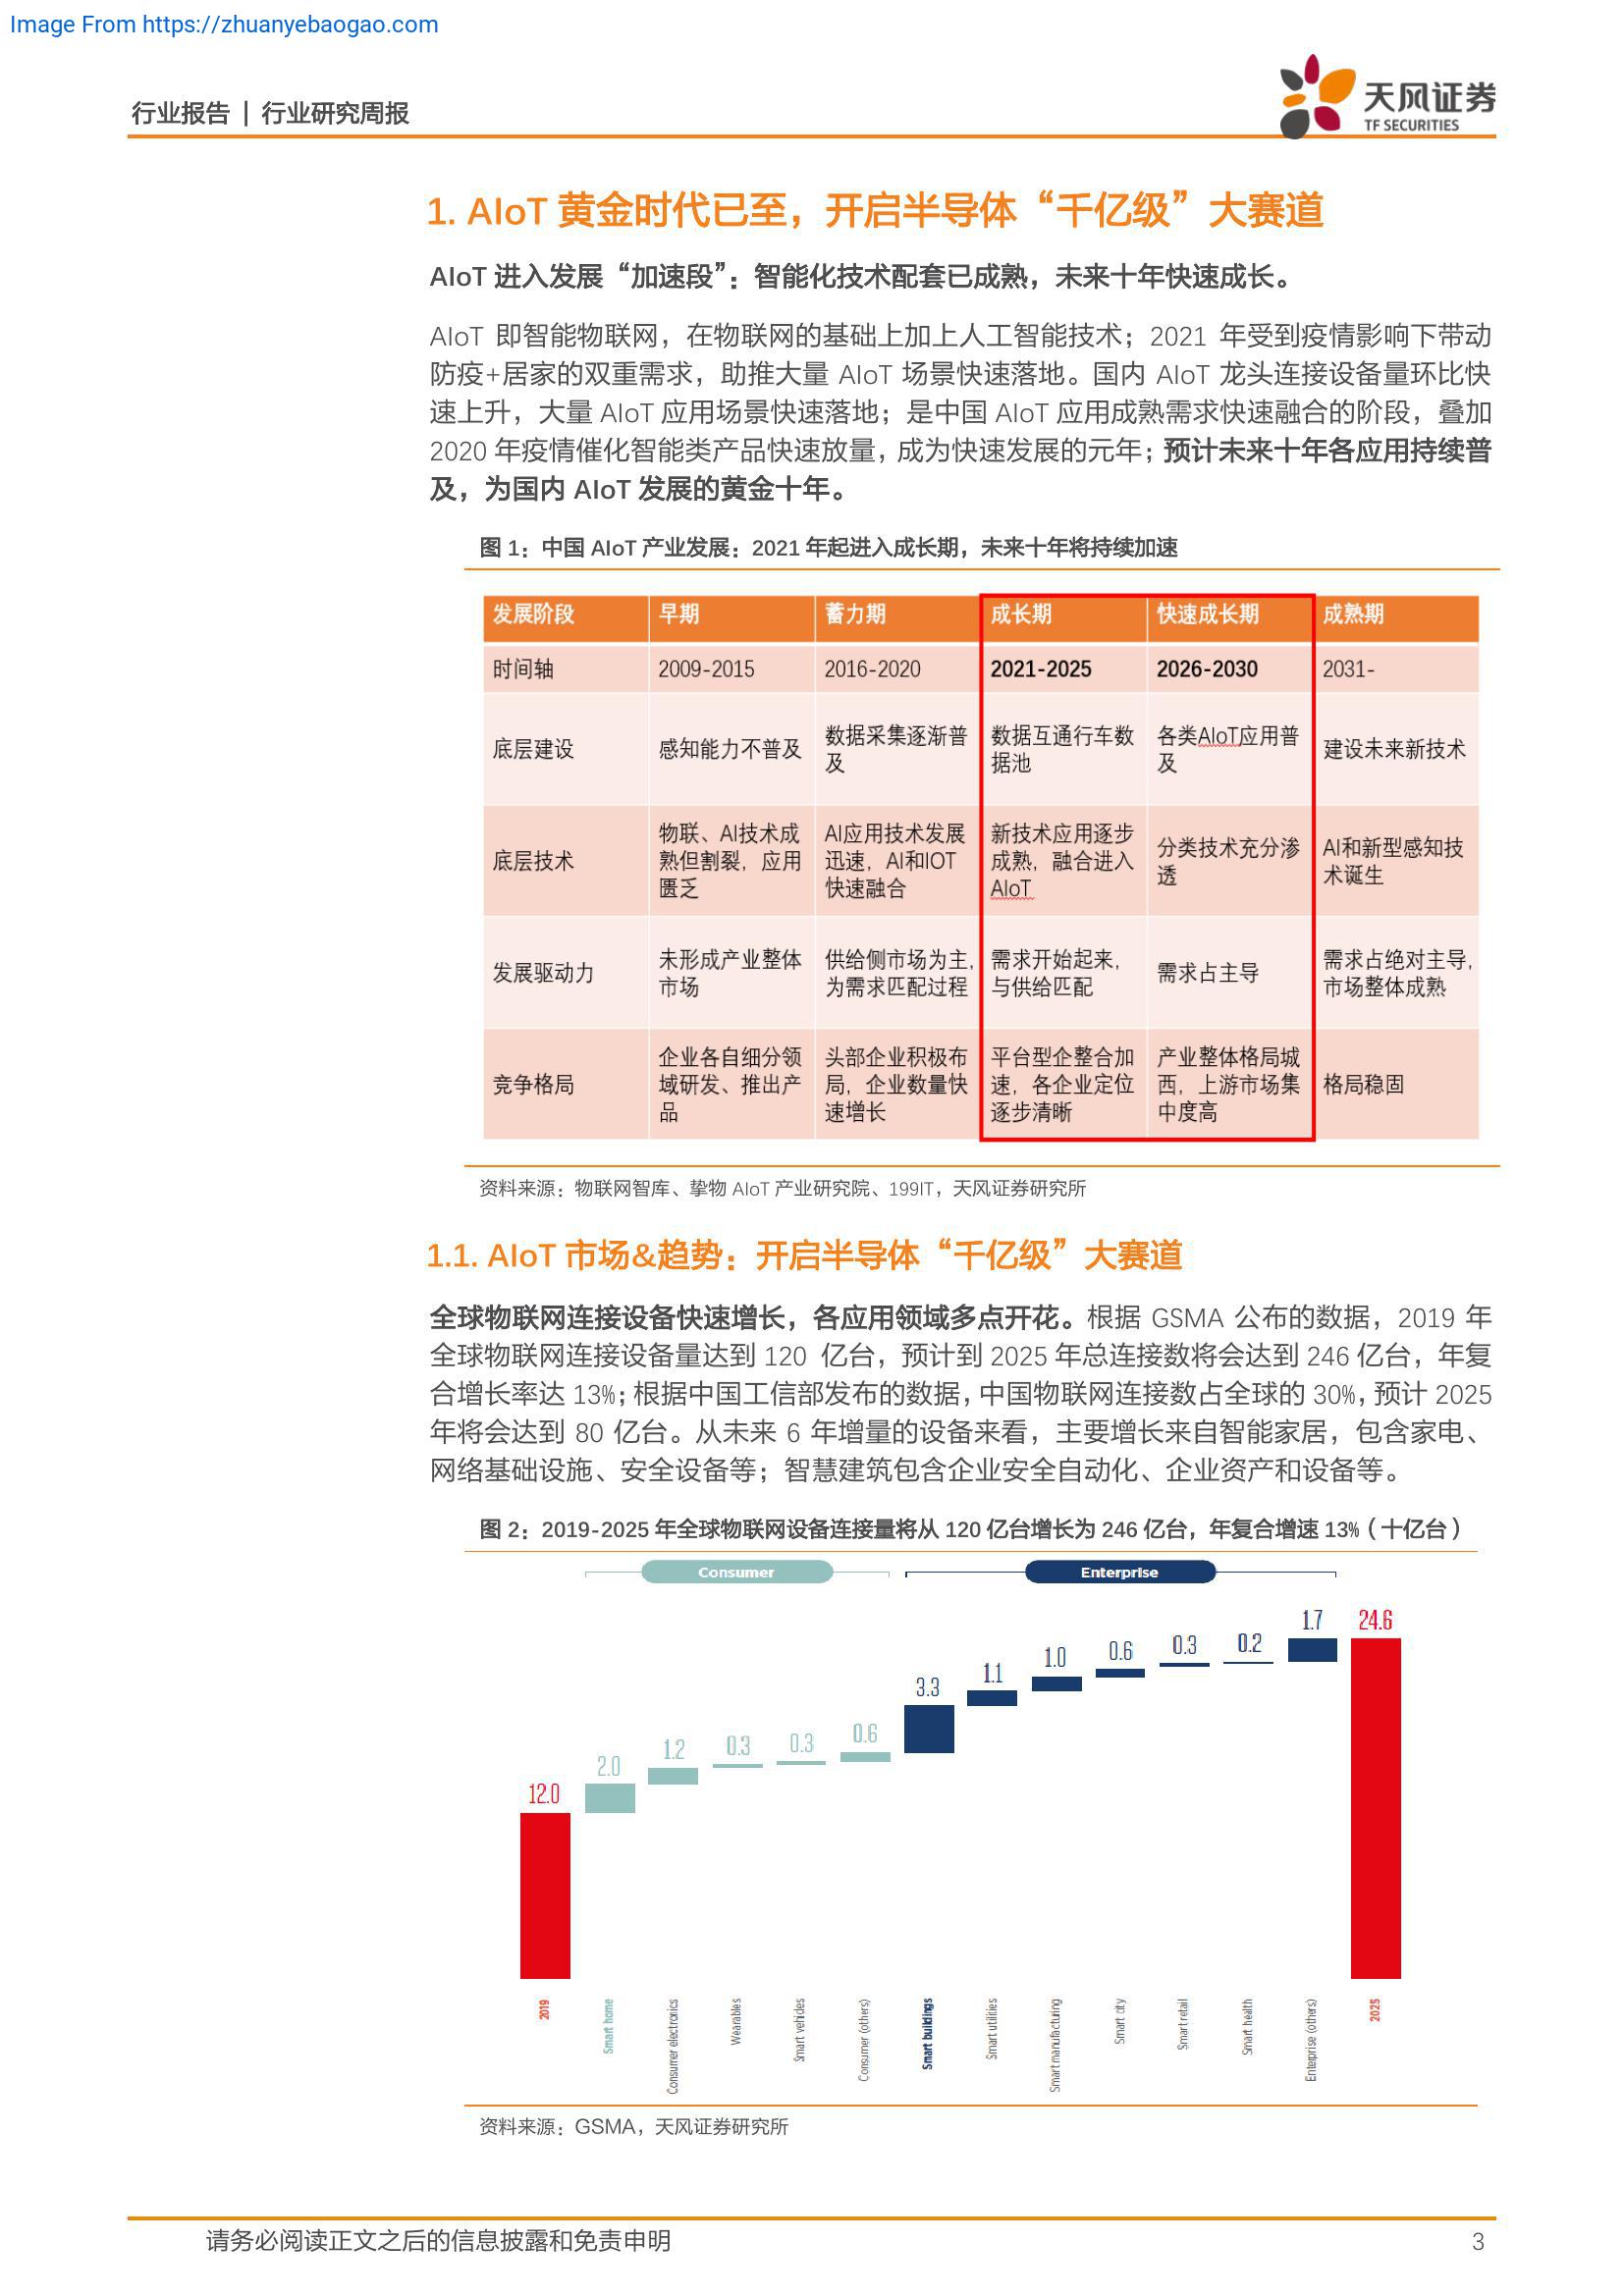 Image From https://zhuanyebaogao.com
行业报告 | 行业研究周报
天风证券
TF SECURITIES
1. AIoT 黄金时代已至，开启半导体“千亿级”大赛道
AIoT 进入发展“加速段”：智能化技术配套已成熟，未来十年快速成长。
AIoT 即智能物联网，在物联网的基础上加上人工智能技术；2021 年受到疫情影响下带动
防疫+居家的双重需求，助推大量 AIoT 场景快速落地。国内 AIoT 龙头连接设备量环比快
速上升，大量 AIoT 应用场景快速落地；是中国 AIoT 应用成熟需求快速融合的阶段，叠加
2020 年疫情催化智能类产品快速放量，成为快速发展的元年；预计未来十年各应用持续普
及，为国内 AIoT 发展的黄金十年。
图 1：中国 AIoT 产业发展：2021 年起进入成长期，未来十年将持续加速
发展阶段 早期 蓄力期 成长期 快速成长期 成熟期
时间轴 2009-2015 2016-2020 2021-2025 2026-2030 2031-
底层建设
感知能力不普及
数据采集逐渐普
及
数据互通行车数
据池
各类AIoT应用普
及
建设未来新技术
底层技术
物联、AI技术成
熟但割裂，应用
匮乏
AI应用技术发展
迅速，AI和IOT
快速融合
新技术应用逐步
成熟，融合进入
AIoT
分类技术充分渗
透
AI和新型感知技
术诞生
发展驱动力
未形成产业整体
市场
供给侧市场为主，
为需求匹配过程
需求开始起来，
与供给匹配
需求占主导
需求占绝对主导，
市场整体成熟
竞争格局
企业各自细分领
域研发、推出产
品
头部企业积极布
局，企业数量快
速增长
平台型企整合加
速，各企业定位
逐步清晰
产业整体格局城
西，上游市场集
中度高
格局稳固
资料来源：物联网智库、挚物 AIoT 产业研究院、199IT，天风证券研究所
1.1. AIoT 市场&趋势：开启半导体“千亿级”大赛道
全球物联网连接设备快速增长，各应用领域多点开花。根据 GSMA 公布的数据，2019 年
全球物联网连接设备量达到 120 亿台，预计到 2025 年总连接数将会达到 246 亿台，年复
合增长率达 13%；根据中国工信部发布的数据，中国物联网连接数占全球的 30%，预计 2025
年将会达到 80 亿台。从未来 6 年增量的设备来看，主要增长来自智能家居，包含家电、
网络基础设施、安全设备等；智慧建筑包含企业安全自动化、企业资产和设备等。
图 2：2019-2025 年全球物联网设备连接量将从 120 亿台增长为 246 亿台，年复合增速 13%（十亿台）
Consumer Enterprise
12.0 2.0 1.2 0.3 0.3 0.6 3.3 1.1 1.0 0.6 0.3 0.2 1.7 24.6
2019
Smart home
Consumer electronics
Wearables
Smart vehicles
Consumer (others)
Smart buildings
Smart utilities
Smart manufacturing
Smart city
Smart retail
Smart health
Enterprise (others)
2025
资料来源：GSMA，天风证券研究所
请务必阅读正文之后的信息披露和免责申明
3